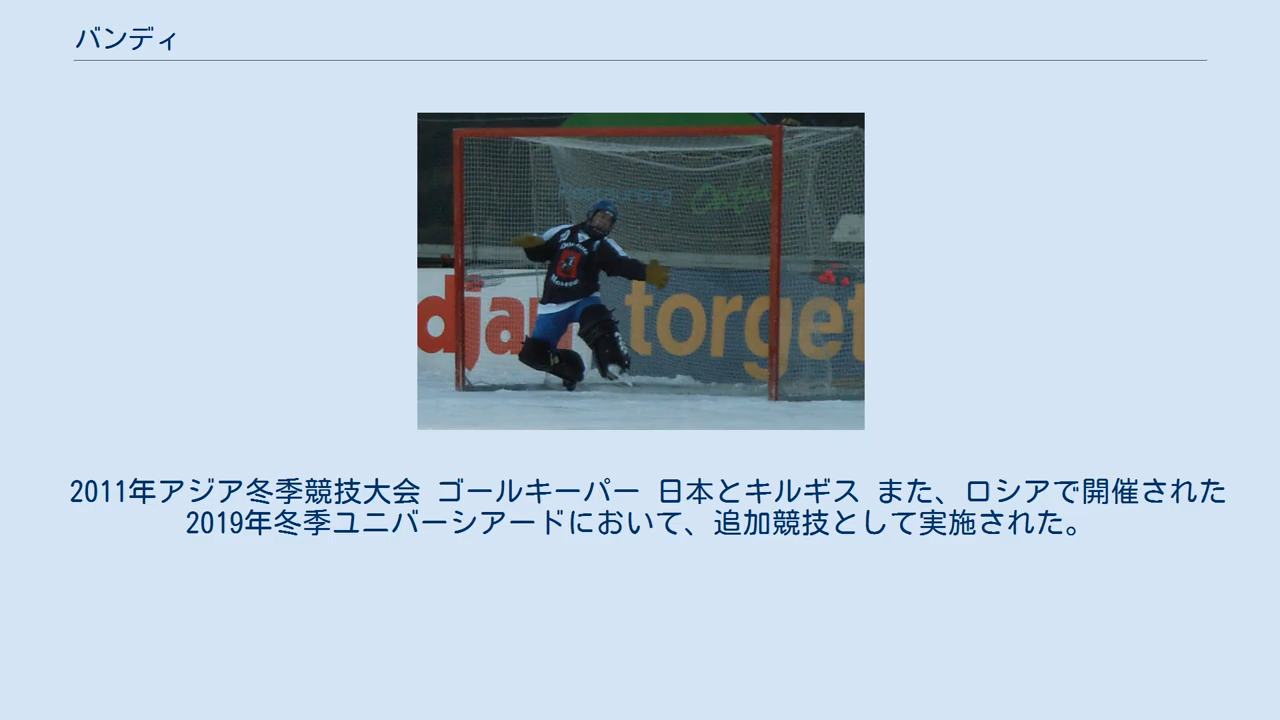 バンディ
djar torget
2011年アジア冬季競技大会 ゴールキーパー 日本とキルギス また、ロシアで開催された
2019年冬季ユニバーシアードにおいて、追加競技として実施された。